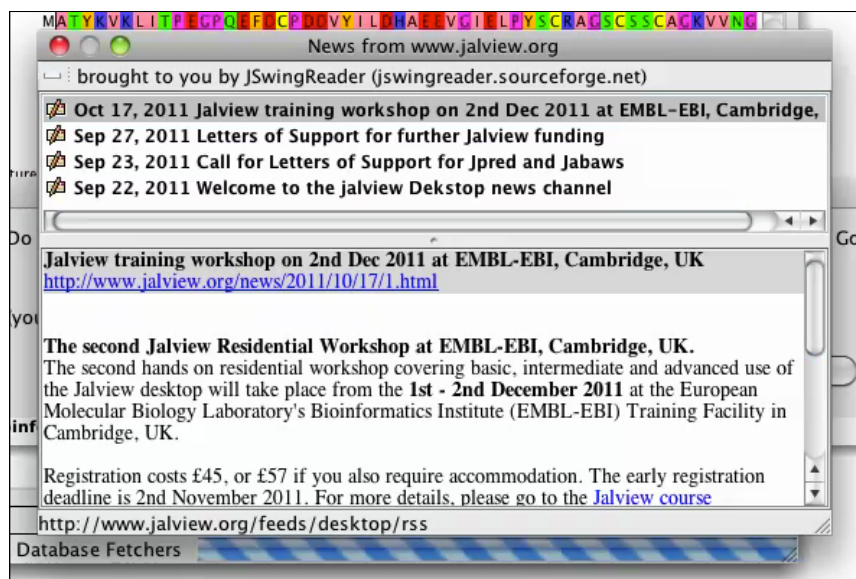 MATYKVKLITPEGPQEFDCPDDVYILDHAEEVGIELPYSCRAGSCSSCAGKVVNG
News from www.jalview.org
brought to you by JSwingReader (jswingreader.sourceforge.net)
Oct 17, 2011 Jalview training workshop on 2nd Dec 2011 at EMBL-EBI, Cambridge,
Sep 27, 2011 Letters of Support for further Jalview funding
Sep 23, 2011 Call for Letters of Support for Jpred and Jabaws
Sep 22, 2011 Welcome to the jalview Dekstop news channel
Do
Jalview training workshop on 2nd Dec 2011 at EMBL-EBI, Cambridge, UK
http://www.jalview.org/news/2011/10/17/1.html
The second Jalview Residential Workshop at EMBL-EBI, Cambridge, UK.
The second hands on residential workshop covering basic, intermediate and advanced use of
the Jalview desktop will take place from the 1st - 2nd December 2011 at the European
Molecular Biology Laboratory's Bioinformatics Institute (EMBL-EBI) Training Facility in
Cambridge, UK.
Registration costs £45, or £57 if you also require accommodation. The early registration
deadline is 2nd November 2011. For more details, please go to the Jalview course
http://www.jalview.org/feeds/desktop/rss
Database Fetchers